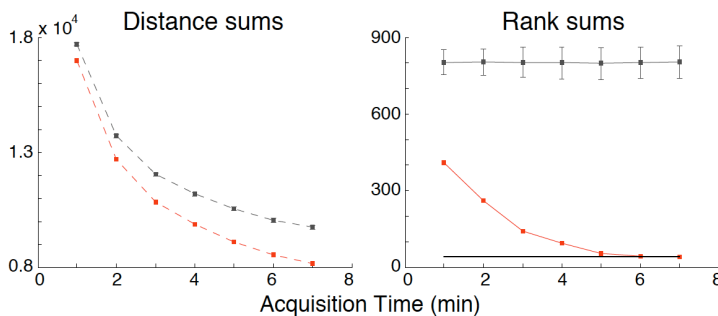 Distance sums
Rank sums
1.8 x 10⁴
1.3
0.8
0 2 4 6 8
900
600
300
0
0 2 4 6 8
Acquisition Time (min)